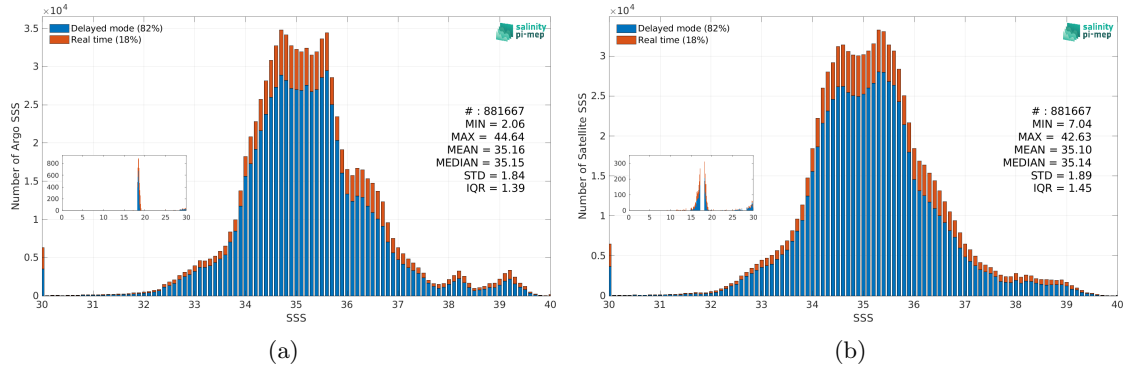 ×10⁴
Delayed mode (82%)
Real time (18%)
salinity
pi-mep
# : 881667
MIN = 2.06
MAX = 44.64
MEAN = 35.16
MEDIAN = 35.15
STD = 1.84
IQR = 1.39
Number of Argo SSS
3.5
3
2.5
2
1.5
1
0.5
0
800
600
400
200
0
0 5 10 15 20 25 30
30 31 32 33 34 35 36 37 38 39 40
SSS
(a)
×10⁴
Delayed mode (82%)
Real time (18%)
salinity
pi-mep
# : 881667
MIN = 7.04
MAX = 42.63
MEAN = 35.10
MEDIAN = 35.14
STD = 1.89
IQR = 1.45
Number of Satellite SSS
3
2.5
2
1.5
1
0.5
0
300
200
100
0
0 5 10 15 20 25 30
30 31 32 33 34 35 36 37 38 39 40
SSS
(b)